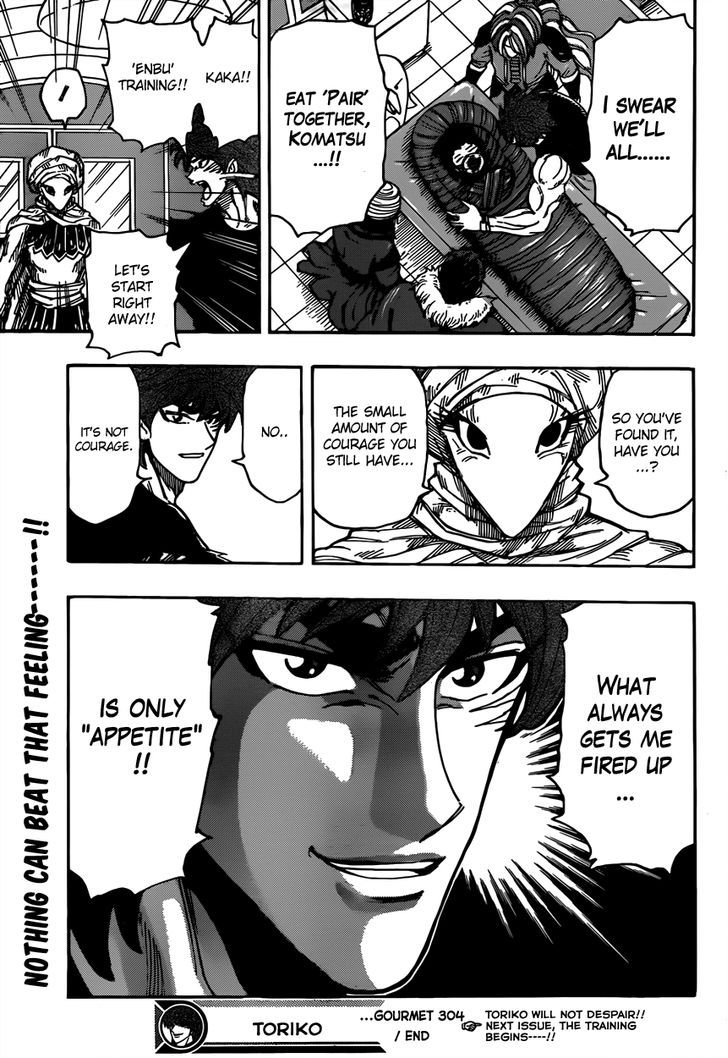 I SWEAR
WE'LL
ALL......
EAT 'PAIR'
TOGETHER,
KOMATSU
...!!
KAKA!!
'ENBU'
TRAINING!!
LET'S
START
RIGHT
AWAY!!
SO YOU'VE
FOUND IT,
HAVE YOU
...?
THE SMALL
AMOUNT OF
COURAGE YOU
STILL HAVE...
NO..
IT'S NOT
COURAGE.
WHAT
ALWAYS
GETS ME
FIRED UP
...
IS ONLY
"APPETITE"
!!
NOTHING CAN BEAT THAT FEELING------!!
TORIKO
...GOURMET 304
/ END
TORIKO WILL NOT DESPAIR!!
NEXT ISSUE, THE TRAINING
BEGINS----!!